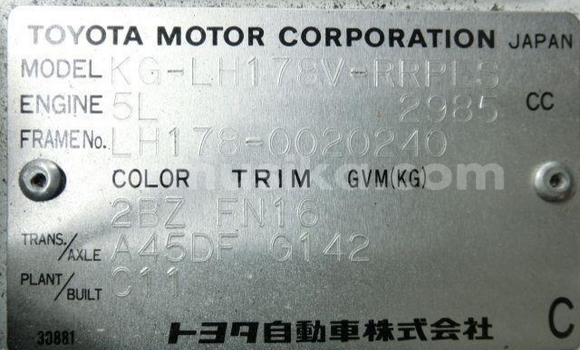 TOYOTA MOTOR CORPORATION JAPAN
MODEL KG-LH178V-RRPLS
ENGINE 5L 2985 CC
FRAME No. LH178-0020240
COLOR TRIM GVM(KG)
2BZ FN16
TRANS./AXLE A45DF G142
PLANT/BUILT C11
トヨタ自動車株式会社 C
30881